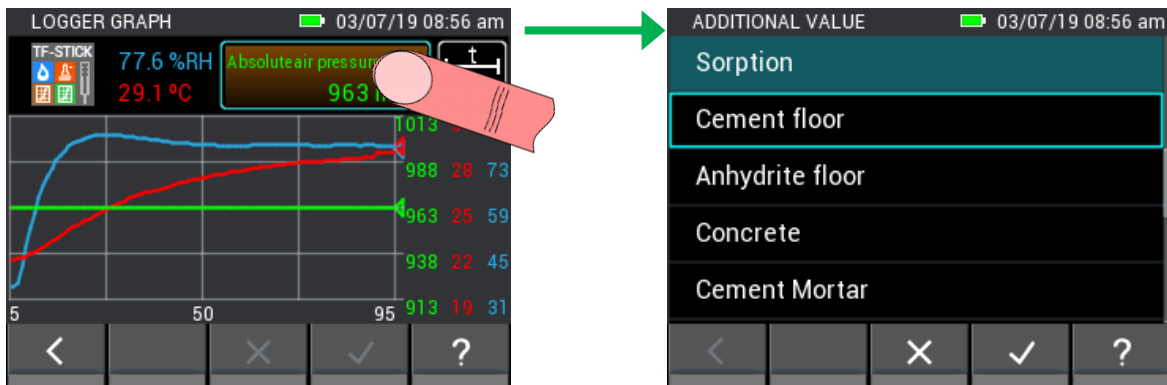 LOGGER GRAPH 03/07/19 08:56 am
TF-STICK
77.6 %RH
29.1 ºC
Absoluteair pressure
963
t
1013
988 28 73
963 25 59
938 22 45
913 19 31
5 50 95
?
ADDITIONAL VALUE 03/07/19 08:56 am
Sorption
Cement floor
Anhydrite floor
Concrete
Cement Mortar
?